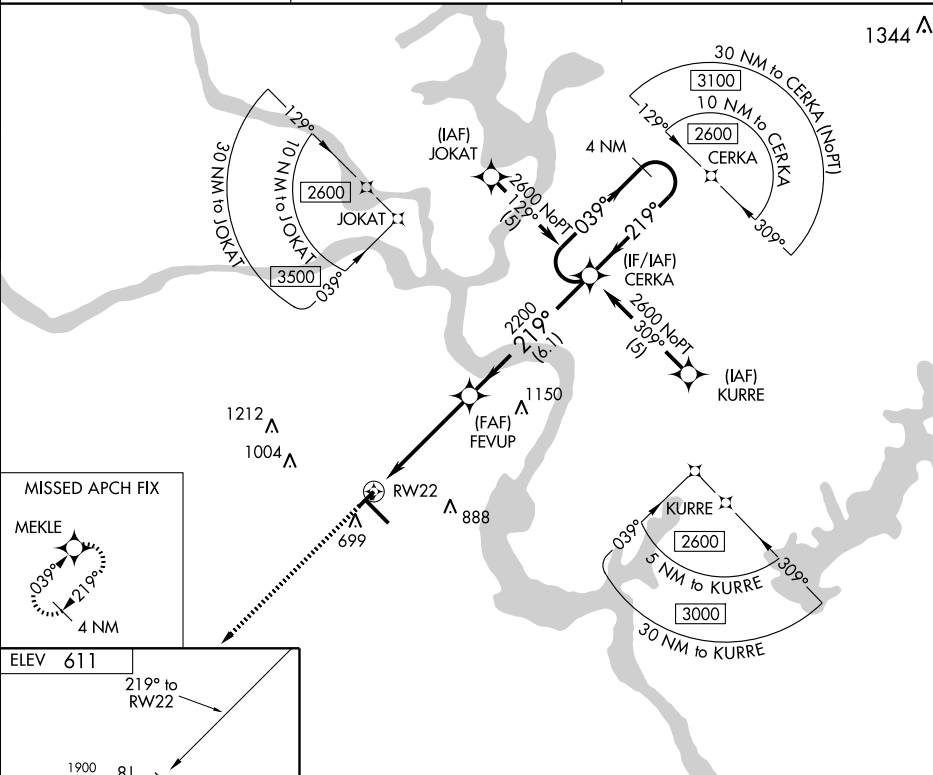 1344
30 NM to CERKA (NoPT)
3100
10 NM to CERKA
2600
129°
CERKA
309°
129°
30 NM to JOKAT
10 NM to JOKAT
2600
JOKAT
3500
039°
(IAF)
JOKAT
2600 NoPT
129°
(5)
4 NM
039°
219°
(IF/IAF)
CERKA
2600 NoPT
309°
(5)
(IAF)
KURRE
2200
219°
(6.1)
(FAF)
FEVUP
1150
1212
1004
RW22
699
888
KURRE
039°
2600
5 NM to KURRE
309°
3000
30 NM to KURRE
MISSED APCH FIX
MEKLE
039°
219°
4 NM
ELEV 611
219° to
RW22
1900